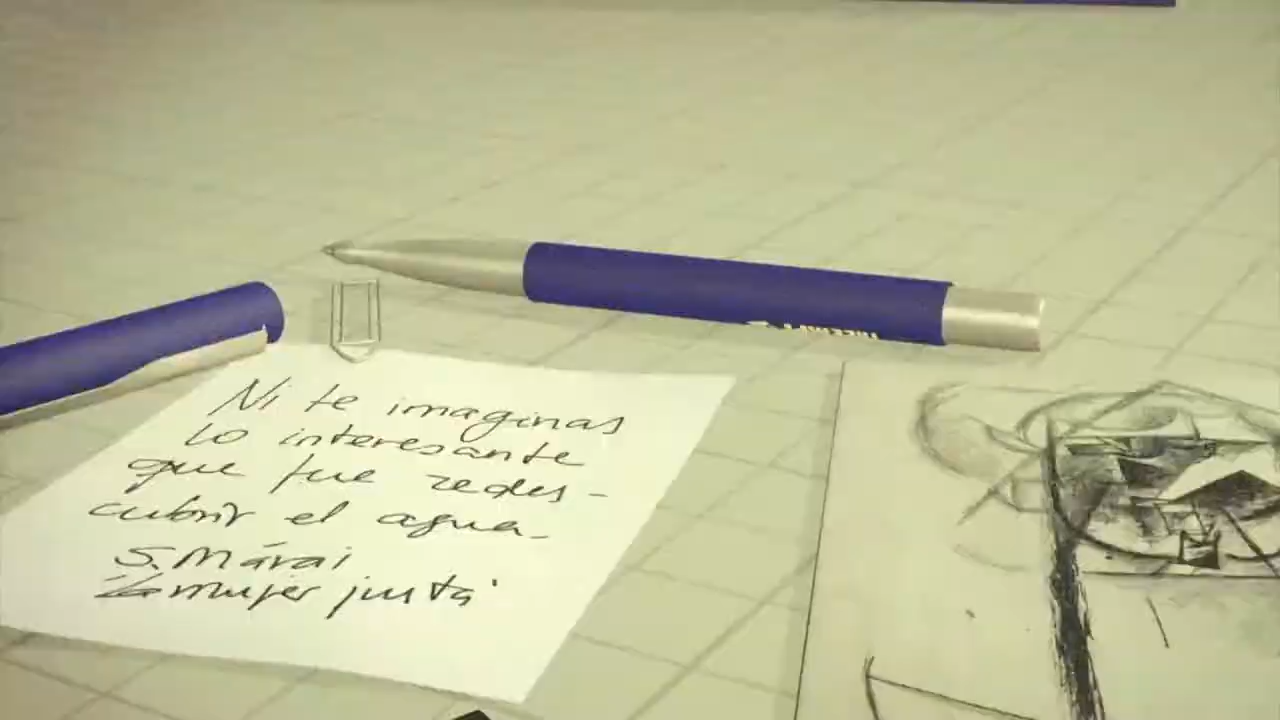 Ni te imaginas
lo interesante
que fue redes-
cubrir el agua.
S. Márai
"La mujer justa"